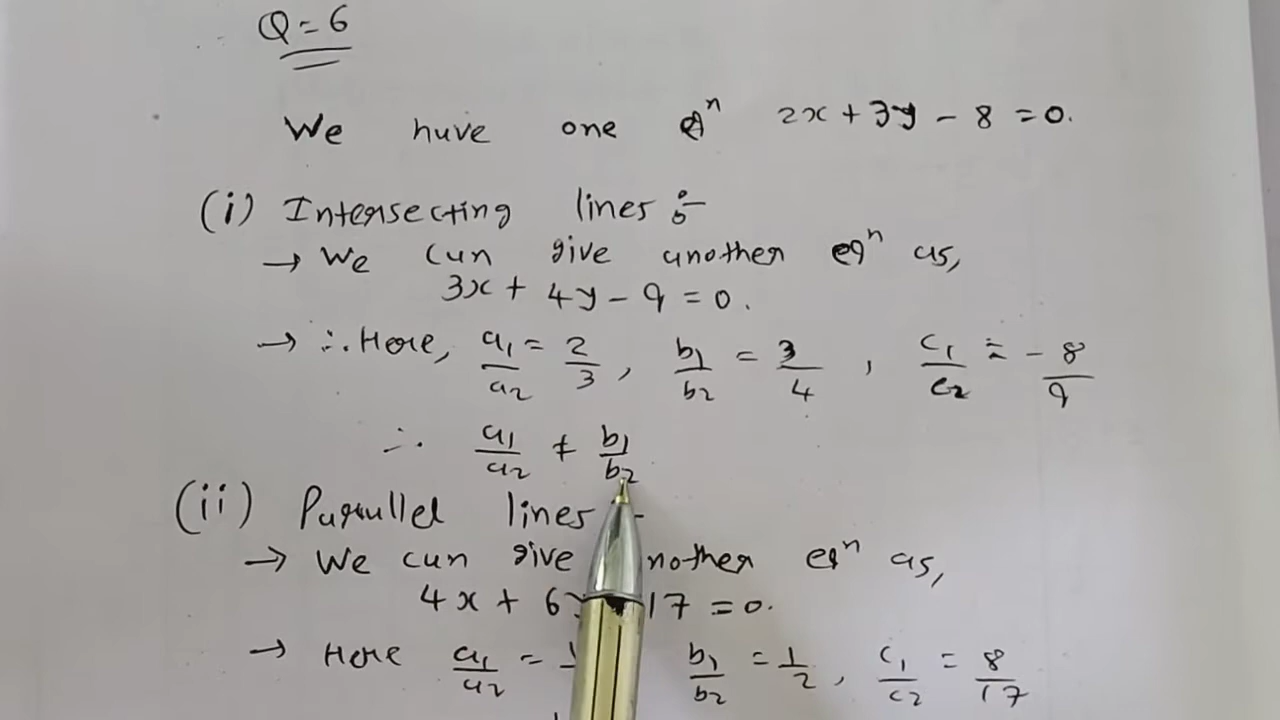 Q=6
We have one eqⁿ 2x + 3y - 8 = 0.
(i) Intersecting lines :-
→ We can give another eqⁿ as,
3x + 4y - 9 = 0.
→ ∴ Here, a₁/a₂ = 2/3 , b₁/b₂ = 3/4 , c₁/c₂ = -8/9
∴ a₁/a₂ ≠ b₁/b₂
(ii) Parallel lines
→ We can give another eqⁿ as,
4x + 6 17 = 0.
→ Here a₁/a₂ = 1 b₁/b₂ = 1/2 , c₁/c₂ = 8/17